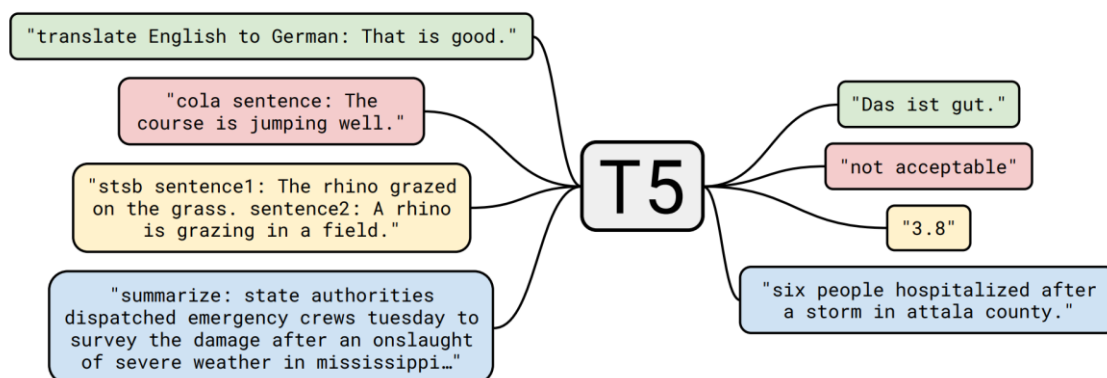 "translate English to German: That is good."
"cola sentence: The
course is jumping well."
"stsb sentence1: The rhino grazed
on the grass. sentence2: A rhino
is grazing in a field."
"summarize: state authorities
dispatched emergency crews tuesday to
survey the damage after an onslaught
of severe weather in mississippi…"
T5
"Das ist gut."
"not acceptable"
"3.8"
"six people hospitalized after
a storm in attala county."